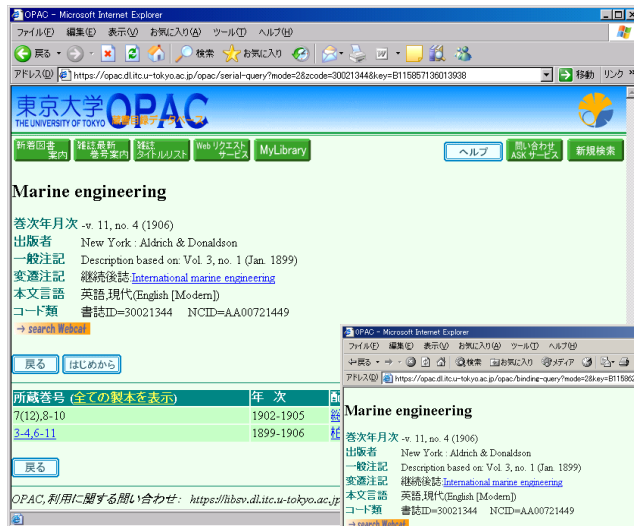 OPAC - Microsoft Internet Explorer
ファイル(F) 編集(E) 表示(V) お気に入り(A) ツール(T) ヘルプ(H)
戻る 検索 お気に入り
アドレス(D) https://opac.dl.itc.u-tokyo.ac.jp/opac/serial-query?mode=2&zcode=30021344&key=B115857136013938 移動 リンク
東京大学OPAC
THE UNIVERSITY OF TOKYO
新着図書案内 雑誌最新巻号案内 雑誌タイトルリスト Webリクエストサービス MyLibrary ヘルプ 問い合わせASKサービス 新規検索
Marine engineering
巻次年月次 -v. 11, no. 4 (1906)
出版者 New York : Aldrich & Donaldson
一般注記 Description based on: Vol. 3, no. 1 (Jan. 1899)
変遷注記 継続後誌:International marine engineering
本文言語 英語,現代(English [Modern])
コード類 書誌ID=30021344 NCID=AA00721449
→ search Webcat
戻る はじめから
所蔵巻号 (全ての製本を表示) 年 次
7(12),8-10 1902-1905
3-4,6-11 1899-1906
戻る
OPAC,利用に関する問い合わせ: https://libsv.dl.itc.u-tokyo.ac.jp
OPAC - Microsoft Internet Explorer
ファイル(F) 編集(E) 表示(V) お気に入り(A) ツール(T) ヘルプ(H)
戻る 検索 お気に入り メディア
アドレス(D) https://opac.dl.itc.u-tokyo.ac.jp/opac/binding-query?mode=2&key=B115862
Marine engineering
巻次年月次 -v. 11, no. 4 (1906)
出版者 New York : Aldrich & Donaldson
一般注記 Description based on: Vol. 3, no. 1 (Jan. 1899)
変遷注記 継続後誌:International marine engineering
本文言語 英語,現代(English [Modern])
コード類 書誌ID=30021344 NCID=AA00721449
→ search Webcat